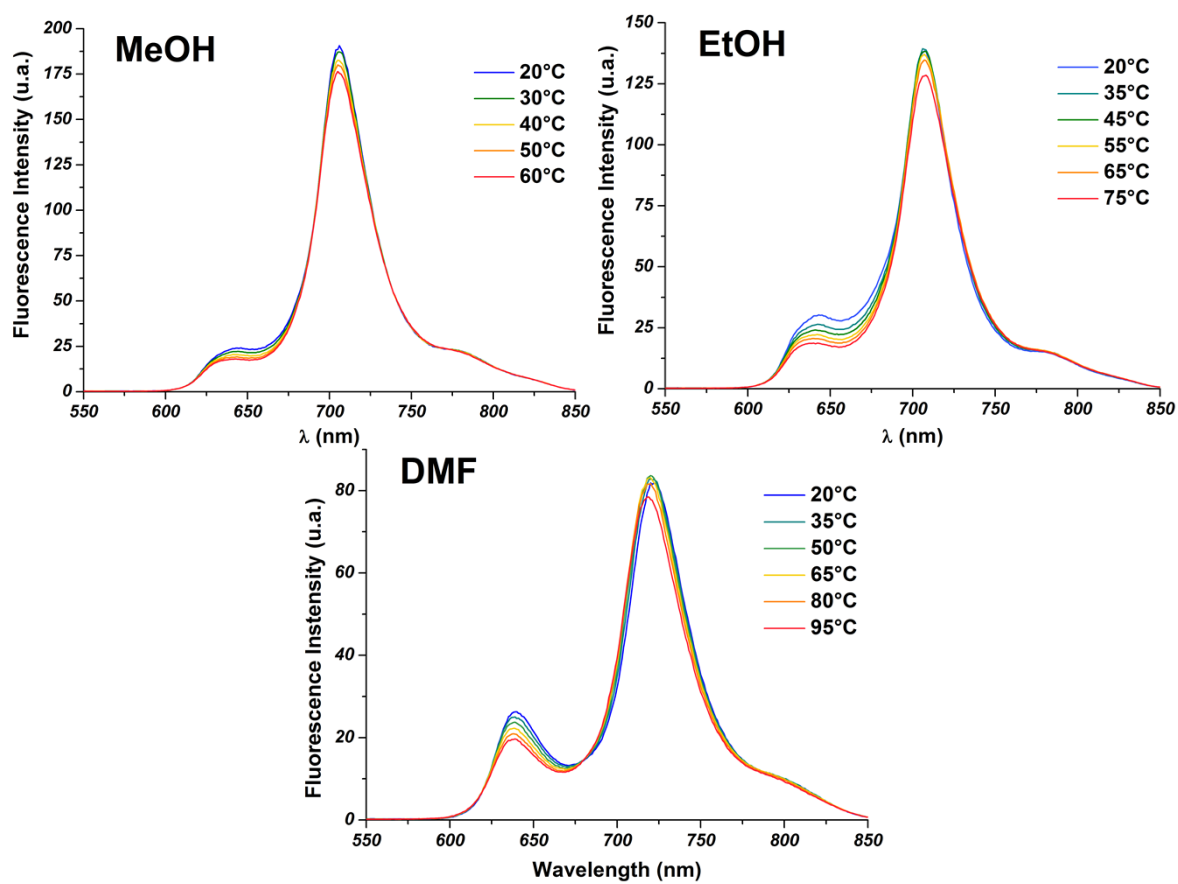 MeOH
Fluorescence Intensity (u.a.)
200
175
150
125
100
75
50
25
0
20°C
30°C
40°C
50°C
60°C
550 600 650 700 750 800 850
λ (nm)
EtOH
Fluorescence Intensity (u.a.)
150
125
100
75
50
25
0
20°C
35°C
45°C
55°C
65°C
75°C
550 600 650 700 750 800 850
λ (nm)
DMF
Fluorescence Instensity (u.a.)
80
60
40
20
0
20°C
35°C
50°C
65°C
80°C
95°C
550 600 650 700 750 800 850
Wavelength (nm)